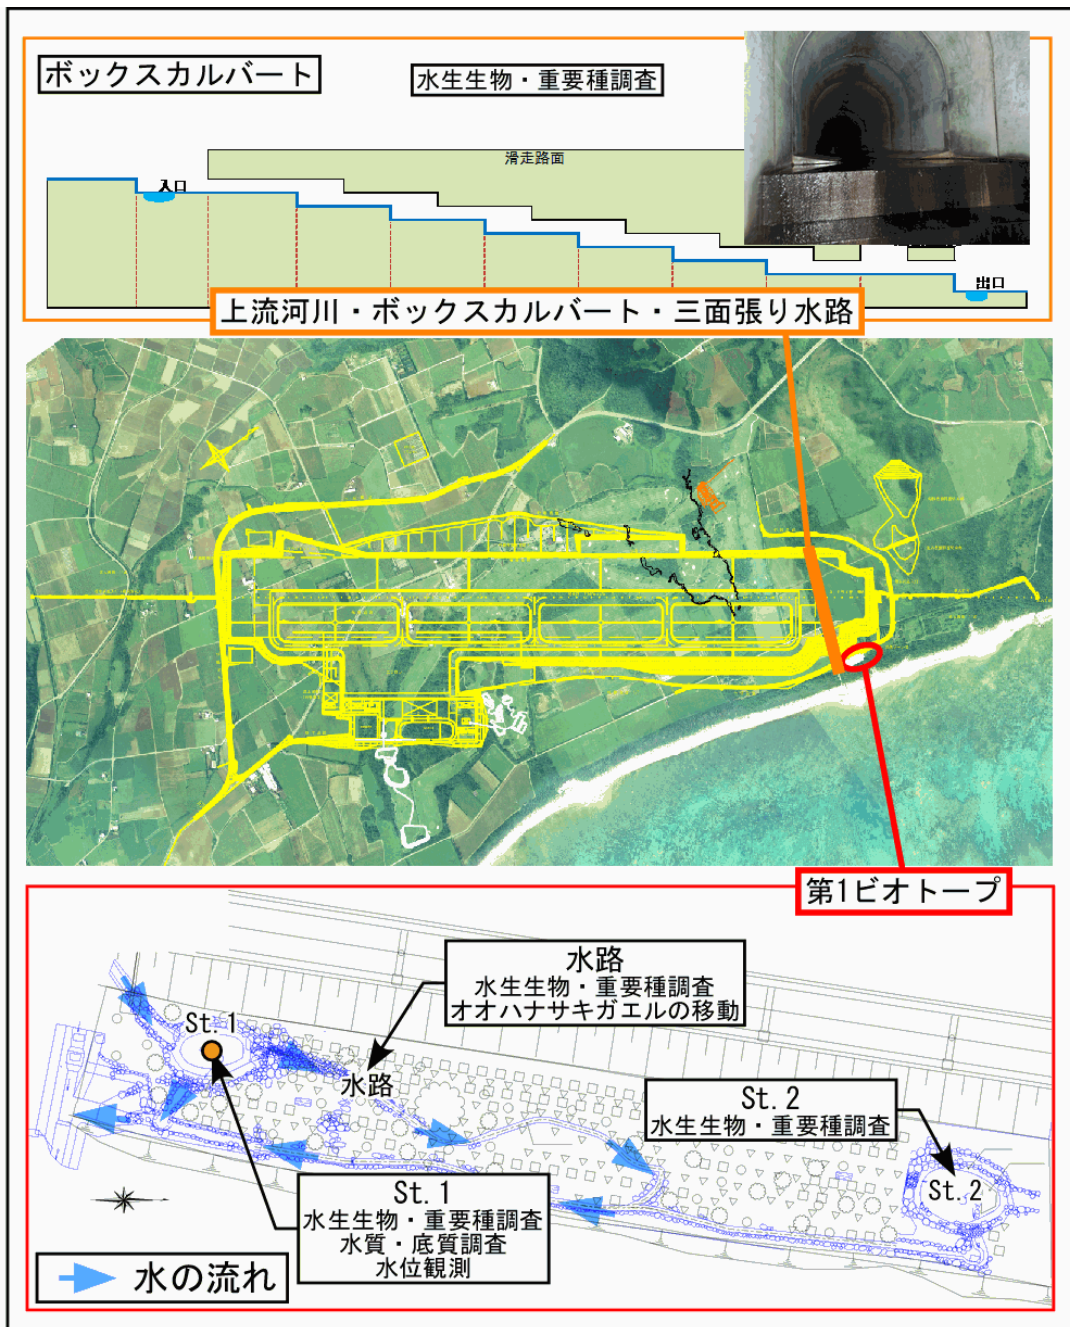 ボックスカルバート
水生生物・重要種調査
滑走路面
入口
出口
上流河川・ボックスカルバート・三面張り水路
第1ビオトープ
水路
水生生物・重要種調査
オオハナサキガエルの移動
St.1
水路
St.2
水生生物・重要種調査
St.2
St.1
水生生物・重要種調査
水質・底質調査
水位観測
水の流れ